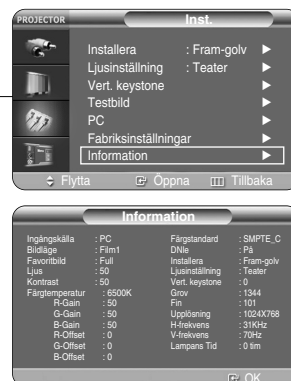 PROJECTOR
Inst.
Installera : Fram-golv
Ljusinställning : Teater
Vert. keystone
Testbild
PC
Fabriksinställningar
Information
Flytta Öppna Tillbaka
Information
Ingångskälla : PC Färgstandard : SMPTE_C
Bildläge : Film1 DNIe : På
Favoritbild : Full Installera : Fram-golv
Ljus : 50 Ljusinställning : Teater
Kontrast : 50 Vert. keystone : 0
Färgtemperatur : 6500K Grov : 1344
R-Gain : 50 Fin : 101
G-Gain : 50 Upplösning : 1024X768
B-Gain : 50 H-frekvens : 31KHz
R-Offset : 0 V-frekvens : 70Hz
G-Offset : 0 Lampans Tid : 0 tim
B-Offset : 0
OK